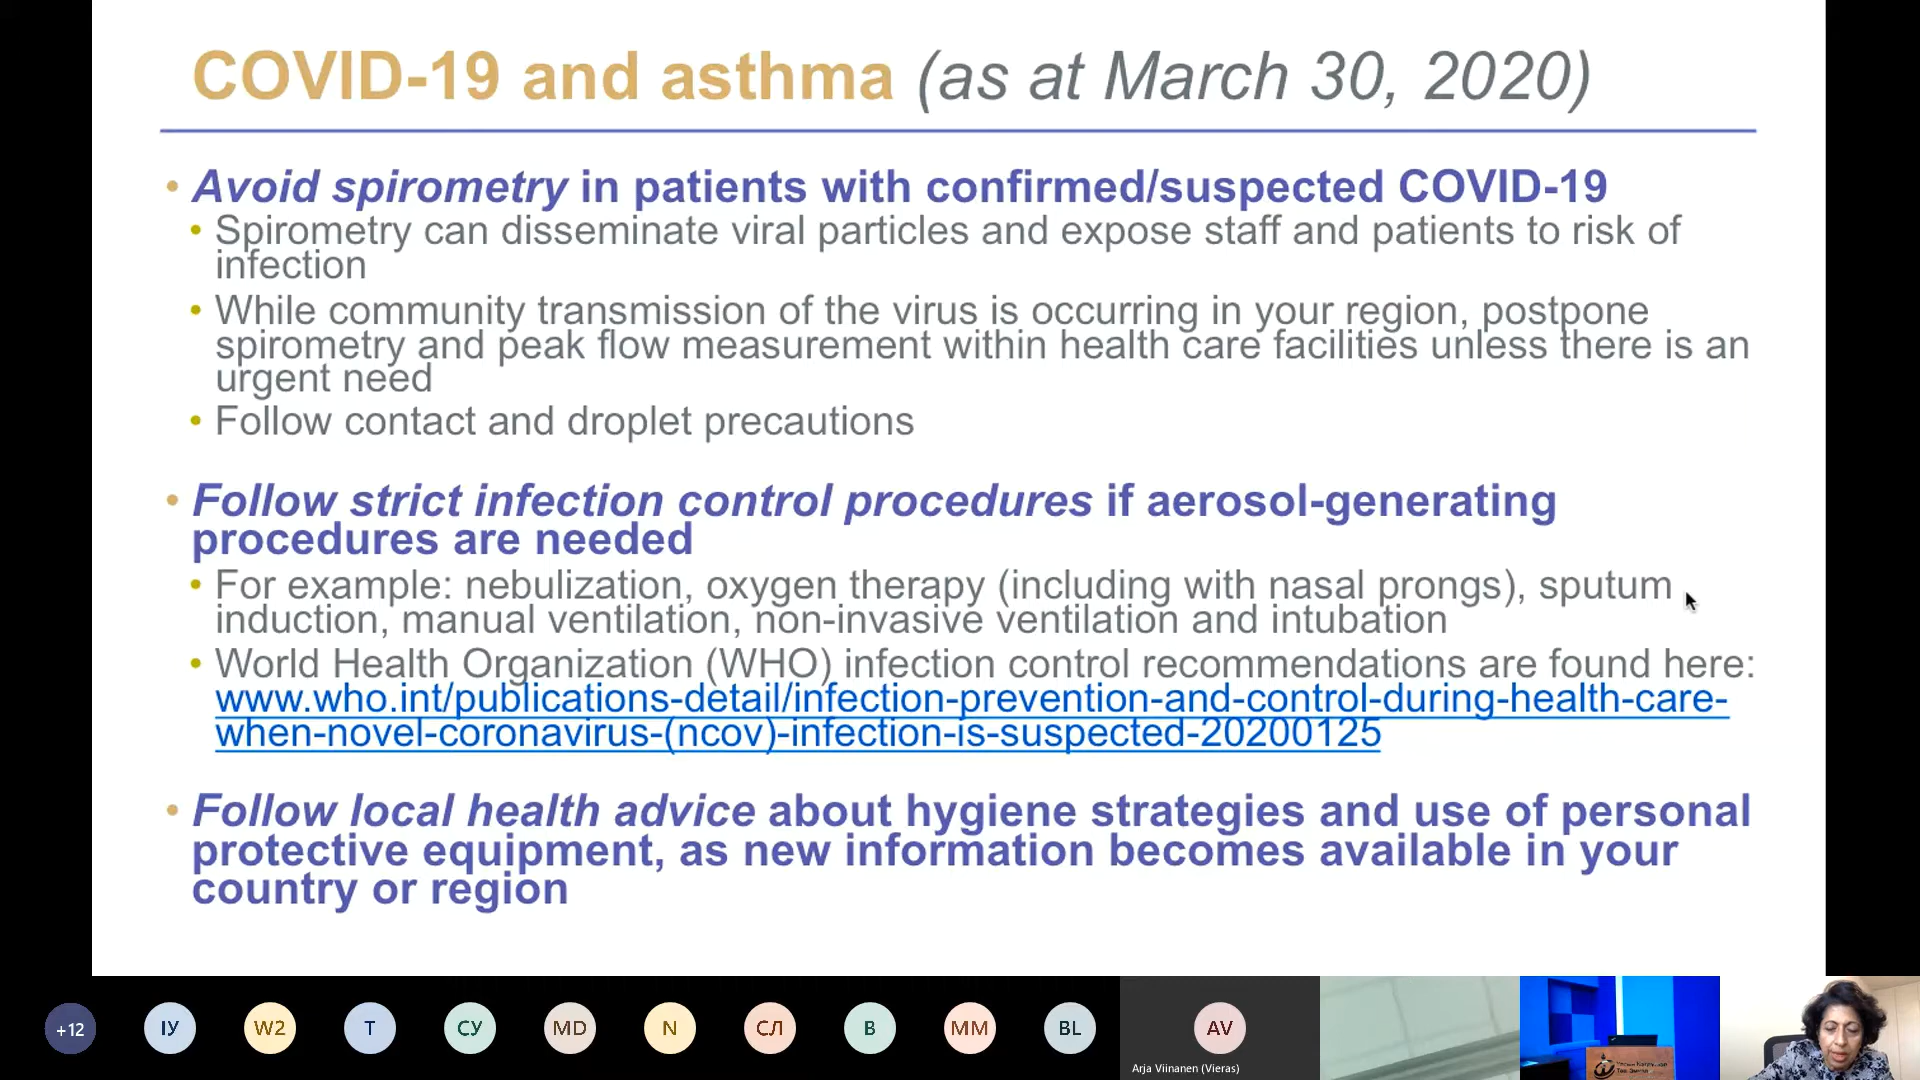 COVID-19 and asthma (as at March 30, 2020)
• Avoid spirometry in patients with confirmed/suspected COVID-19
• Spirometry can disseminate viral particles and expose staff and patients to risk of
infection
• While community transmission of the virus is occurring in your region, postpone
spirometry and peak flow measurement within health care facilities unless there is an
urgent need
• Follow contact and droplet precautions
• Follow strict infection control procedures if aerosol-generating
procedures are needed
• For example: nebulization, oxygen therapy (including with nasal prongs), sputum
induction, manual ventilation, non-invasive ventilation and intubation
• World Health Organization (WHO) infection control recommendations are found here:
www.who.int/publications-detail/infection-prevention-and-control-during-health-care-
when-novel-coronavirus-(ncov)-infection-is-suspected-20200125
• Follow local health advice about hygiene strategies and use of personal
protective equipment, as new information becomes available in your
country or region
+12 ІУ W2 T СУ MD N СЛ В MM BL AV
Arja Viinanen (Vieras)